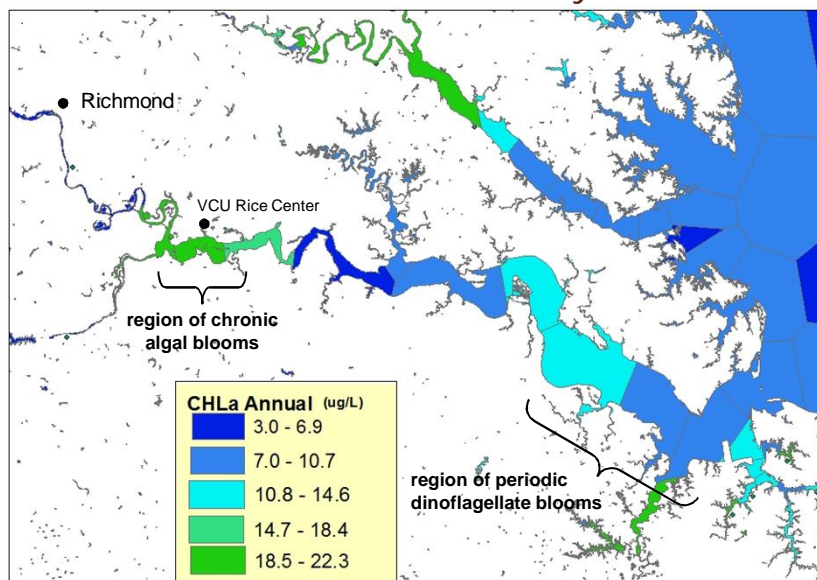 Richmond
VCU Rice Center
region of chronic
algal blooms
CHLa Annual (ug/L)
3.0 - 6.9
7.0 - 10.7
10.8 - 14.6
14.7 - 18.4
18.5 - 22.3
region of periodic
dinoflagellate blooms